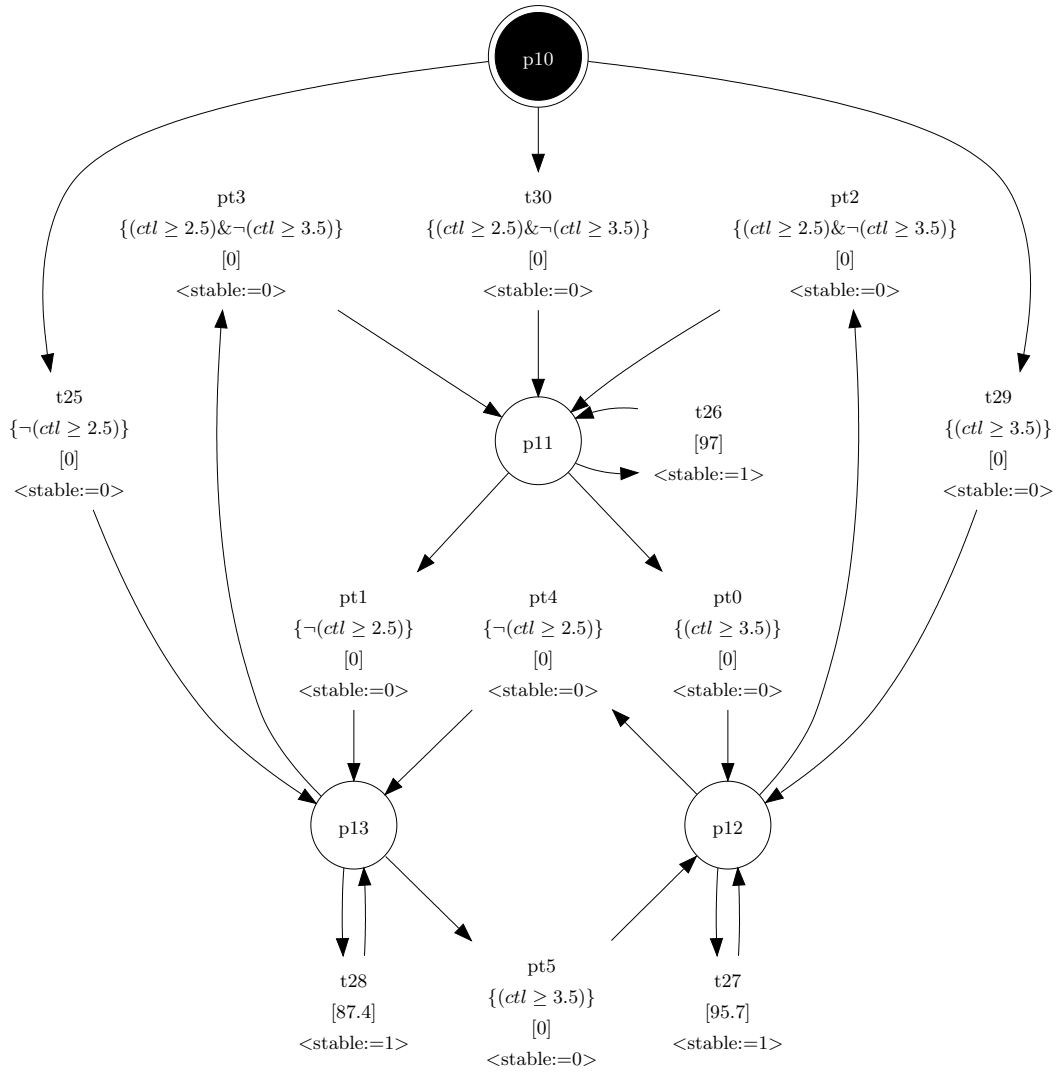 p10
pt3
{(ctl ≥ 2.5)&¬(ctl ≥ 3.5)}
[0]
<stable:=0>
t30
{(ctl ≥ 2.5)&¬(ctl ≥ 3.5)}
[0]
<stable:=0>
pt2
{(ctl ≥ 2.5)&¬(ctl ≥ 3.5)}
[0]
<stable:=0>
t25
{¬(ctl ≥ 2.5)}
[0]
<stable:=0>
p11
t26
[97]
<stable:=1>
t29
{(ctl ≥ 3.5)}
[0]
<stable:=0>
pt1
{¬(ctl ≥ 2.5)}
[0]
<stable:=0>
pt4
{¬(ctl ≥ 2.5)}
[0]
<stable:=0>
pt0
{(ctl ≥ 3.5)}
[0]
<stable:=0>
p13
p12
t28
[87.4]
<stable:=1>
pt5
{(ctl ≥ 3.5)}
[0]
<stable:=0>
t27
[95.7]
<stable:=1>